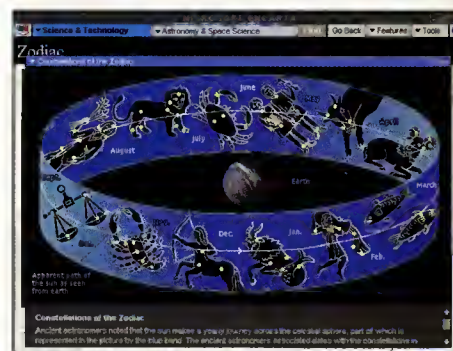 Science & Technology
Astronomy & Space Science
Go Back
Features
Tools
Zodiac
Constellations of the Zodiac
June
July
August
April
Earth
March
Dec.
Jan.
Feb.
Apparent path of
the sun as seen
from earth
Constellations of the Zodiac
Ancient astronomers noted that the sun makes a yearly journey across the celestial sphere, part of which is
represented in the picture by the blue band. The ancient astronomers associated dates with the constellations in